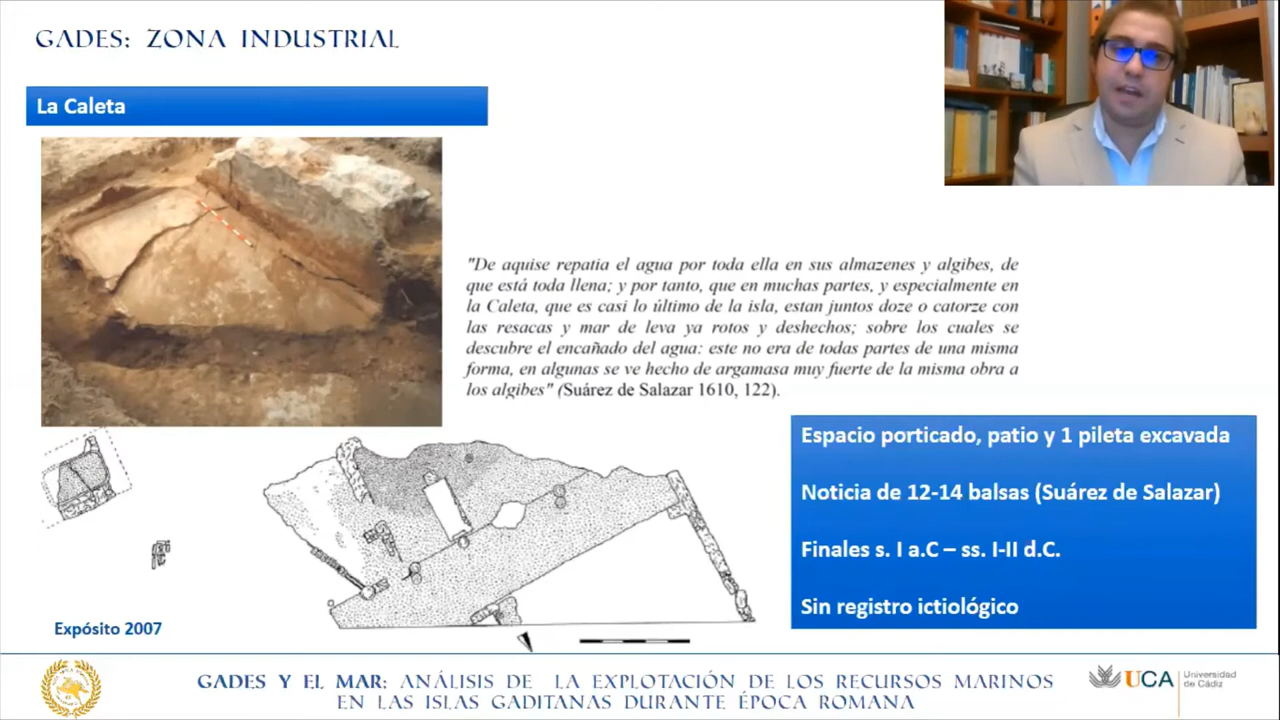 GADES: ZONA INDUSTRIAL
La Caleta
"De aquise repatia el agua por toda ella en sus almazenes y algibes, de
que está toda llena; y por tanto, que en muchas partes, y especialmente en
la Caleta, que es casi lo último de la isla, estan juntos doze o catorze con
las resacas y mar de leva ya rotos y deshechos; sobre los cuales se
descubre el encañado del agua: este no era de todas partes de una misma
forma, en algunas se ve hecho de argamasa muy fuerte de la misma obra a
los algibes" (Suárez de Salazar 1610, 122).
Espacio porticado, patio y 1 pileta excavada
Noticia de 12-14 balsas (Suárez de Salazar)
Finales s. I a.C – ss. I-II d.C.
Sin registro ictiológico
Expósito 2007
GADES Y EL MAR: ANÁLISIS DE LA EXPLOTACIÓN DE LOS RECURSOS MARINOS
EN LAS ISLAS GADITANAS DURANTE ÉPOCA ROMANA
UCA
Universidad
de Cádiz